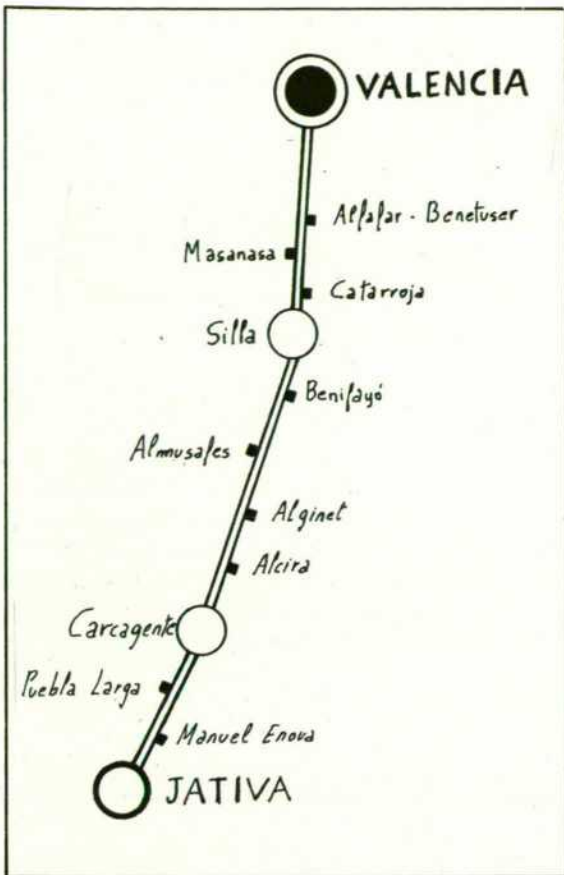 VALENCIA
Alfafar - Benetuser
Masanasa
Catarroja
Silla
Benifayó
Almusafes
Alginet
Alcira
Carcagente
Puebla Larga
Manuel Enova
JATIVA